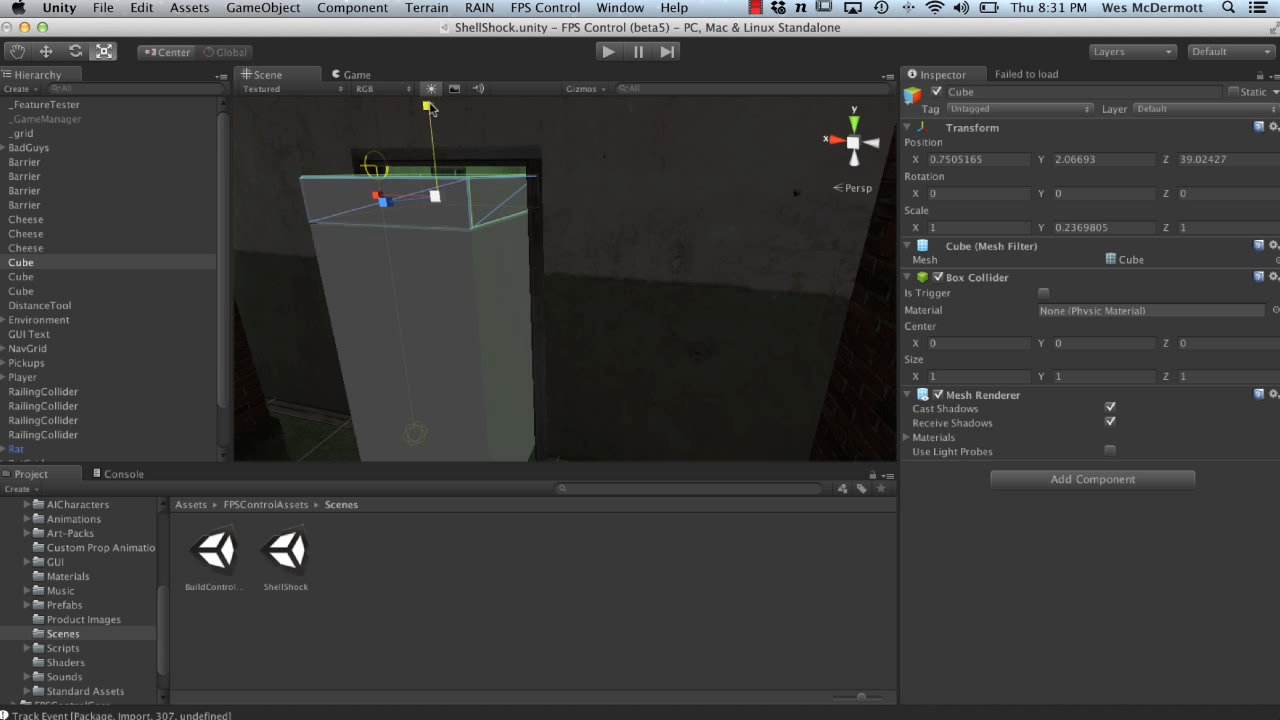 Unity File Edit Assets GameObject Component Terrain RAIN FPS Control Window Help Thu 8:31 PM Wes McDermott
ShellShock.unity – FPS Control (beta5) – PC, Mac & Linux Standalone
Center Global Layers Default
Hierarchy
Create All
_FeatureTester
_GameManager
_grid
BadGuys
Barrier
Barrier
Barrier
Barrier
Cheese
Cheese
Cheese
Cube
Cube
Cube
DistanceTool
Environment
GUI Text
NavGrid
Pickups
Player
RailingCollider
RailingCollider
RailingCollider
RailingCollider
Rat
Scene Game
Textured RGB Gizmos All
y
x
Persp
Inspector Failed to load
Cube Static
Tag Untagged Layer Default
Transform
Position
X 0.7505165 Y 2.06693 Z 39.02427
Rotation
X 0 Y 0 Z 0
Scale
X 1 Y 0.2369805 Z 1
Cube (Mesh Filter)
Mesh Cube
Box Collider
Is Trigger
Material None (Physic Material)
Center
X 0 Y 0 Z 0
Size
X 1 Y 1 Z 1
Mesh Renderer
Cast Shadows
Receive Shadows
Materials
Use Light Probes
Add Component
Project Console
Create
AICharacters
Animations
Art-Packs
Custom Prop Animatio
GUI
Materials
Music
Prefabs
Product Images
Scenes
Scripts
Shaders
Sounds
Standard Assets
Assets FPSControlAssets Scenes
BuildControl... ShellShock
Track Event [Package, Import, 307, undefined]